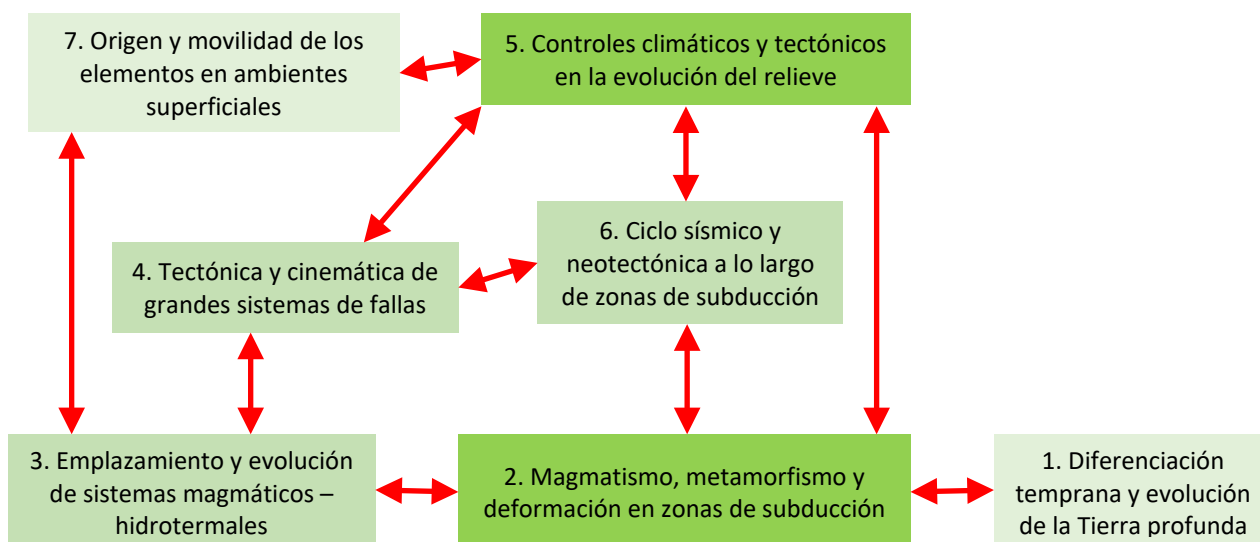 7. Origen y movilidad de los
elementos en ambientes
superficiales
5. Controles climáticos y tectónicos
en la evolución del relieve
6. Ciclo sísmico y
neotectónica a lo largo
de zonas de subducción
4. Tectónica y cinemática de
grandes sistemas de fallas
3. Emplazamiento y evolución
de sistemas magmáticos –
hidrotermales
2. Magmatismo, metamorfismo y
deformación en zonas de subducción
1. Diferenciación
temprana y evolución
de la Tierra profunda